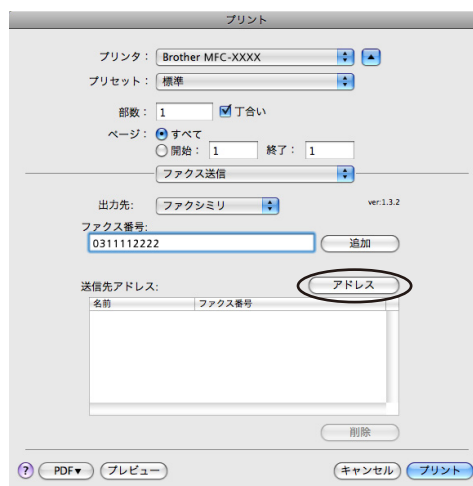 プリント
プリンタ： Brother MFC-XXXX
プリセット： 標準
部数： 1 丁合い
ページ： すべて
開始： 1 終了： 1
ファクス送信
出力先: ファクシミリ ver:1.3.2
ファクス番号:
0311112222 追加
送信先アドレス: アドレス
名前 ファクス番号
削除
? PDF▼ プレビュー キャンセル プリント